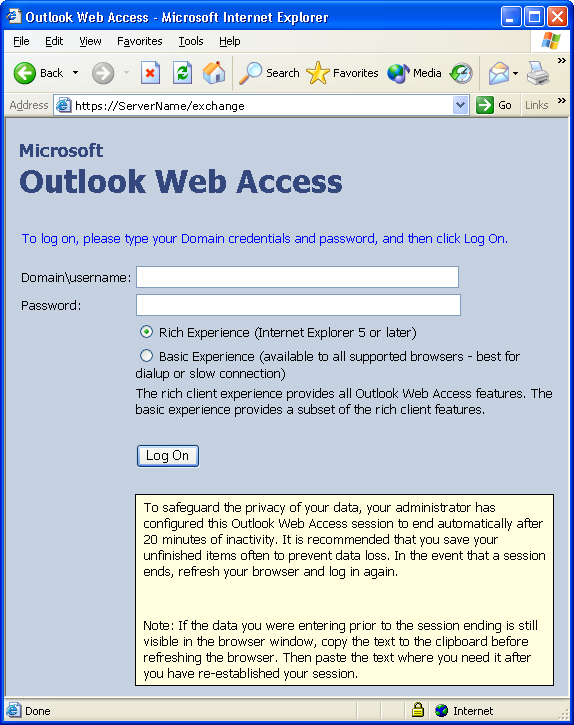 Outlook Web Access - Microsoft Internet Explorer
File Edit View Favorites Tools Help
Back Search Favorites Media »
Address https://ServerName/exchange Go Links »
Microsoft
Outlook Web Access
To log on, please type your Domain credentials and password, and then click Log On.
Domain\username:
Password:
Rich Experience (Internet Explorer 5 or later)
Basic Experience (available to all supported browsers - best for
dialup or slow connection)
The rich client experience provides all Outlook Web Access features. The
basic experience provides a subset of the rich client features.
Log On
To safeguard the privacy of your data, your administrator has
configured this Outlook Web Access session to end automatically after
20 minutes of inactivity. It is recommended that you save your
unfinished items often to prevent data loss. In the event that a session
ends, refresh your browser and log in again.
Note: If the data you were entering prior to the session ending is still
visible in the browser window, copy the text to the clipboard before
refreshing the browser. Then paste the text where you need it after
you have re-established your session.
Done Internet